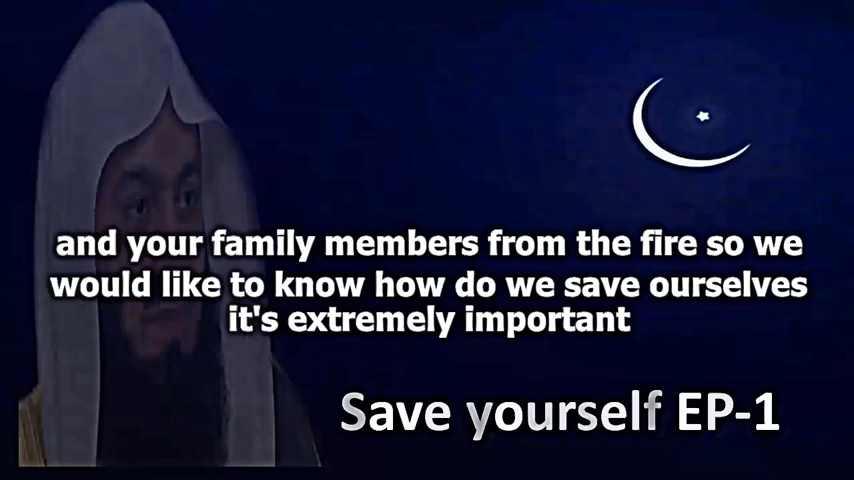 and your family members from the fire so we
would like to know how do we save ourselves
it's extremely important
Save yourself EP-1